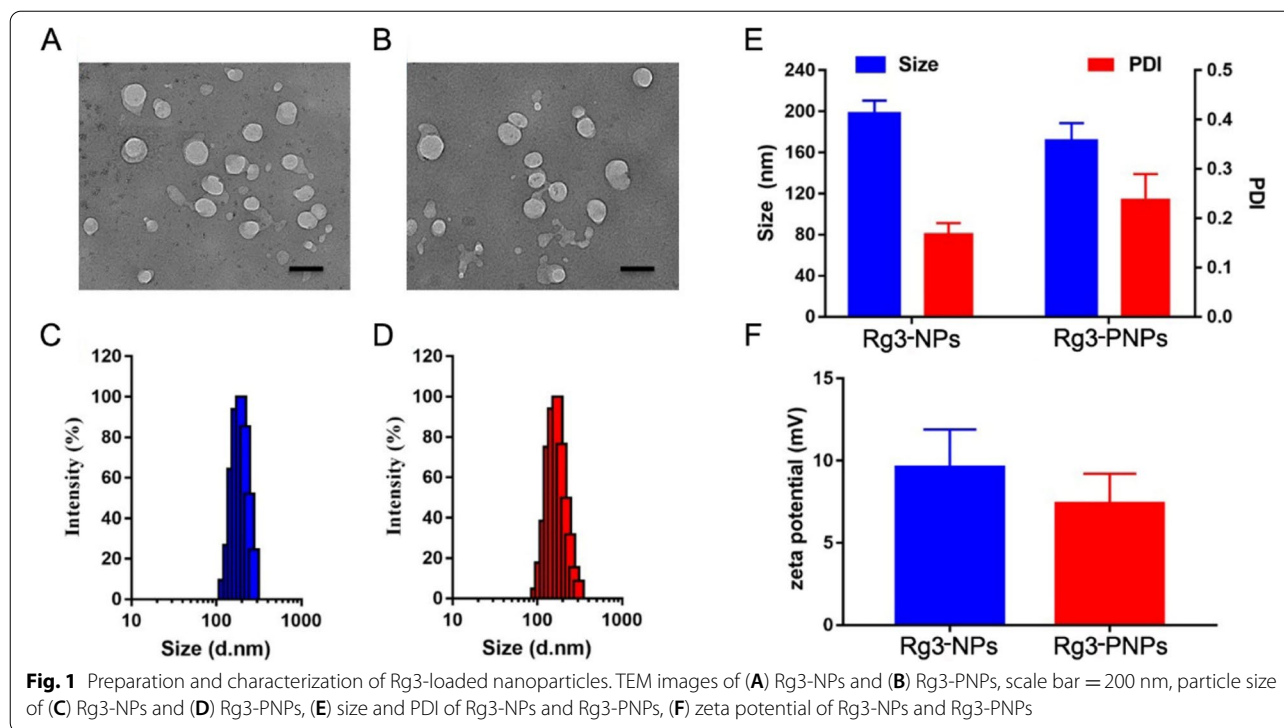 A
B
E
Size
PDI
240
200
160
120
80
40
0
Size (nm)
0.5
0.4
0.3
0.2
0.1
0.0
PDI
Rg3-NPs
Rg3-PNPs
C
120
100
80
60
40
20
0
Intensity (%)
10
100
1000
Size (d.nm)
D
120
100
80
60
40
20
0
Intensity (%)
10
100
1000
Size (d.nm)
F
15
10
5
0
zeta potential (mV)
Rg3-NPs
Rg3-PNPs
Fig. 1 Preparation and characterization of Rg3-loaded nanoparticles. TEM images of (A) Rg3-NPs and (B) Rg3-PNPs, scale bar = 200 nm, particle size
of (C) Rg3-NPs and (D) Rg3-PNPs, (E) size and PDI of Rg3-NPs and Rg3-PNPs, (F) zeta potential of Rg3-NPs and Rg3-PNPs